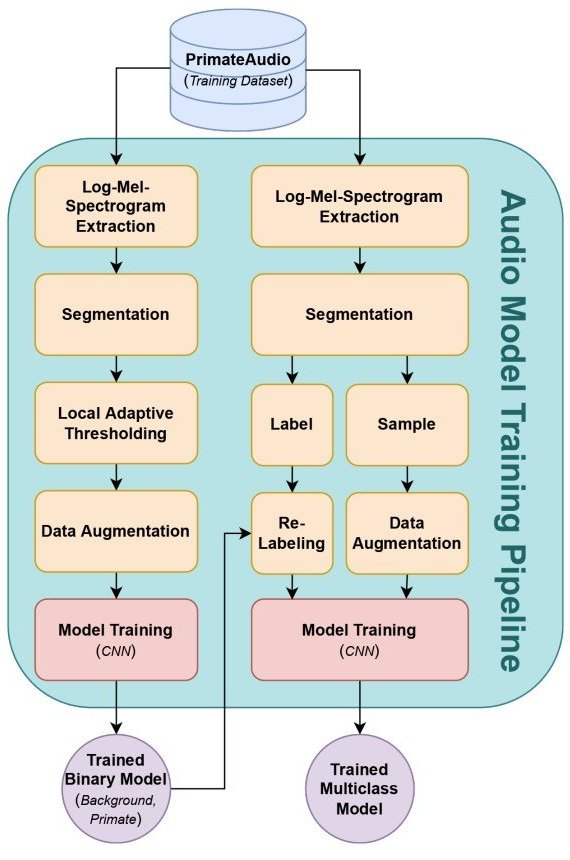 PrimateAudio
(Training Dataset)
Log-Mel-
Spectrogram
Extraction
Segmentation
Local Adaptive
Thresholding
Data Augmentation
Model Training
(CNN)
Trained
Binary Model
(Background,
Primate)
Log-Mel-Spectrogram
Extraction
Segmentation
Label
Sample
Re-
Labeling
Data
Augmentation
Model Training
(CNN)
Trained
Multiclass
Model
Audio Model Training Pipeline